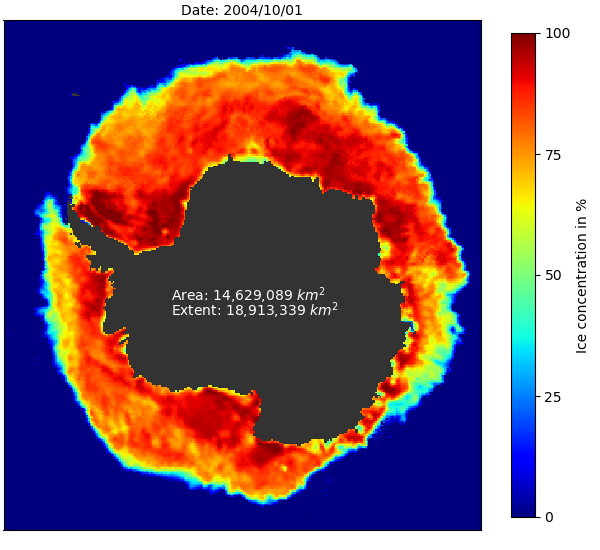 Date: 2004/10/01
100
75
50
25
0
Ice concentration in %
Area: 14,629,089 km²
Extent: 18,913,339 km²